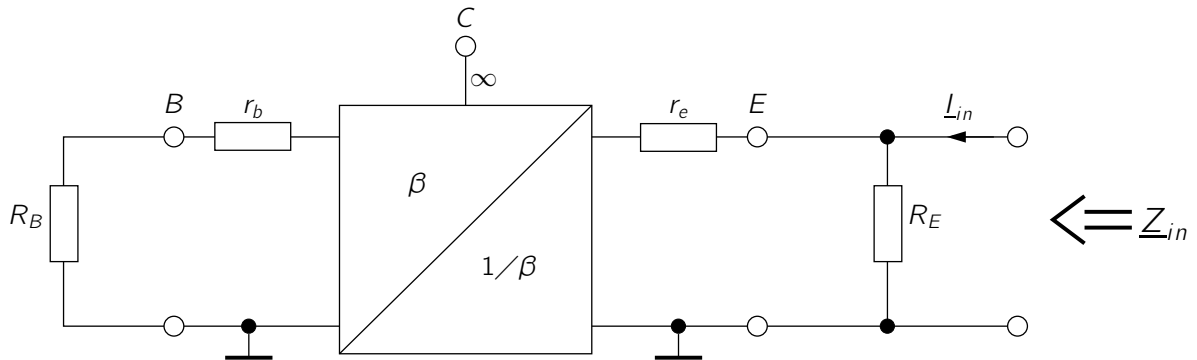 C
∞
B r_b r_e E I_in
β
R_B R_E Z_in
1/β